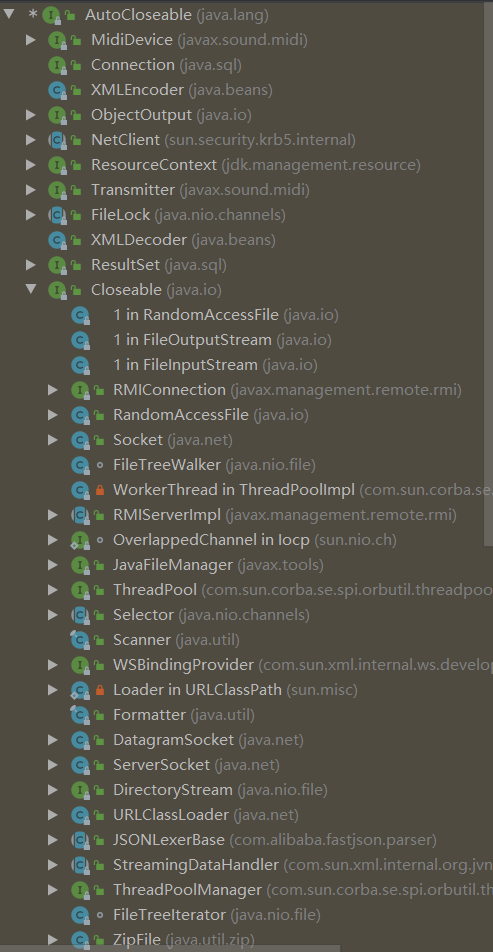 * AutoCloseable (java.lang)
MidiDevice (javax.sound.midi)
Connection (java.sql)
XMLEncoder (java.beans)
ObjectOutput (java.io)
NetClient (sun.security.krb5.internal)
ResourceContext (jdk.management.resource)
Transmitter (javax.sound.midi)
FileLock (java.nio.channels)
XMLDecoder (java.beans)
ResultSet (java.sql)
Closeable (java.io)
1 in RandomAccessFile (java.io)
1 in FileOutputStream (java.io)
1 in FileInputStream (java.io)
RMIConnection (javax.management.remote.rmi)
RandomAccessFile (java.io)
Socket (java.net)
FileTreeWalker (java.nio.file)
WorkerThread in ThreadPoolImpl (com.sun.corba.se.
RMIServerImpl (javax.management.remote.rmi)
OverlappedChannel in Iocp (sun.nio.ch)
JavaFileManager (javax.tools)
ThreadPool (com.sun.corba.se.spi.orbutil.threadpoo
Selector (java.nio.channels)
Scanner (java.util)
WSBindingProvider (com.sun.xml.internal.ws.develop
Loader in URLClassPath (sun.misc)
Formatter (java.util)
DatagramSocket (java.net)
ServerSocket (java.net)
DirectoryStream (java.nio.file)
URLClassLoader (java.net)
JSONLexerBase (com.alibaba.fastjson.parser)
StreamingDataHandler (com.sun.xml.internal.org.jvn
ThreadPoolManager (com.sun.corba.se.spi.orbutil.th
FileTreeIterator (java.nio.file)
ZipFile (java.util.zip)